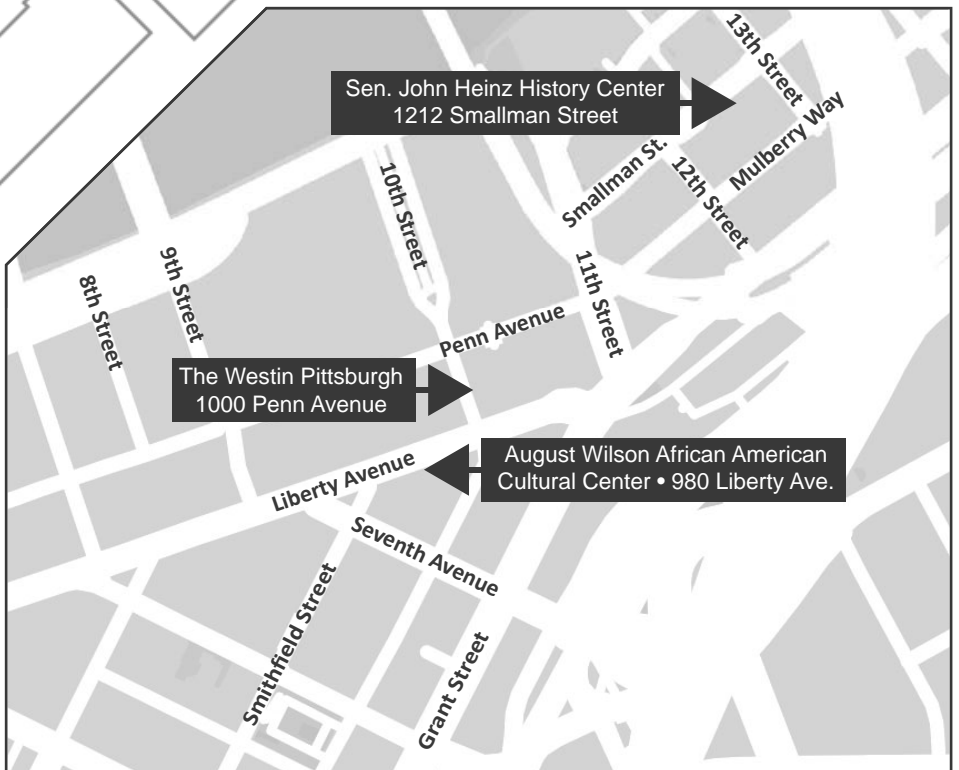 13th Street
Sen. John Heinz History Center
1212 Smallman Street
Mulberry Way
Smallman St.
12th Street
10th Street
9th Street
8th Street
11th Street
Penn Avenue
The Westin Pittsburgh
1000 Penn Avenue
August Wilson African American
Cultural Center • 980 Liberty Ave.
Liberty Avenue
Seventh Avenue
Smithfield Street
Grant Street